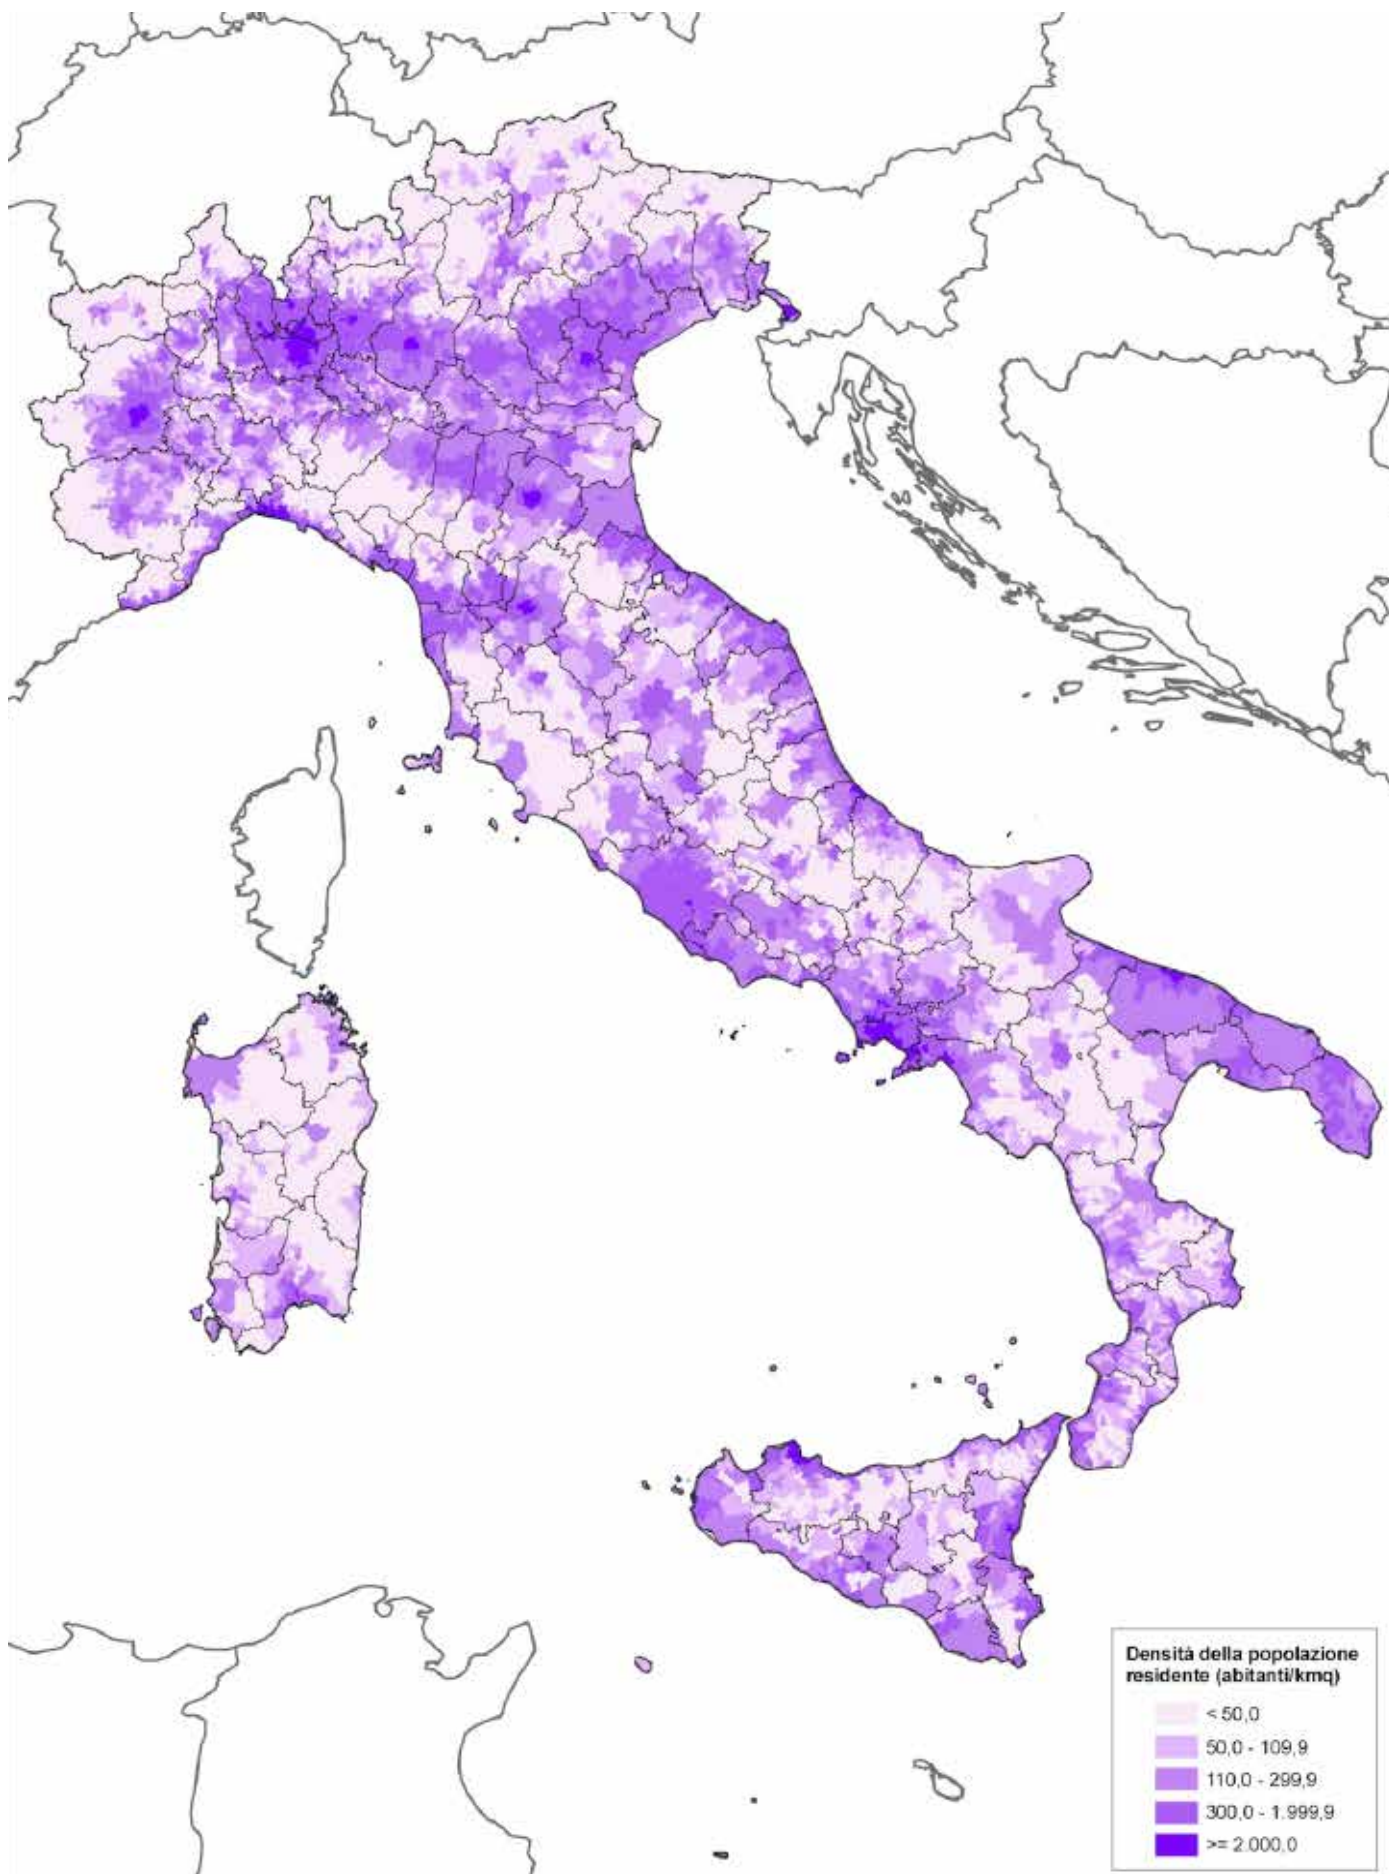 Densità della popolazione
residente (abitanti/kmq)
< 50,0
50,0 - 109,9
110,0 - 299,9
300,0 - 1.999,9
>= 2.000,0